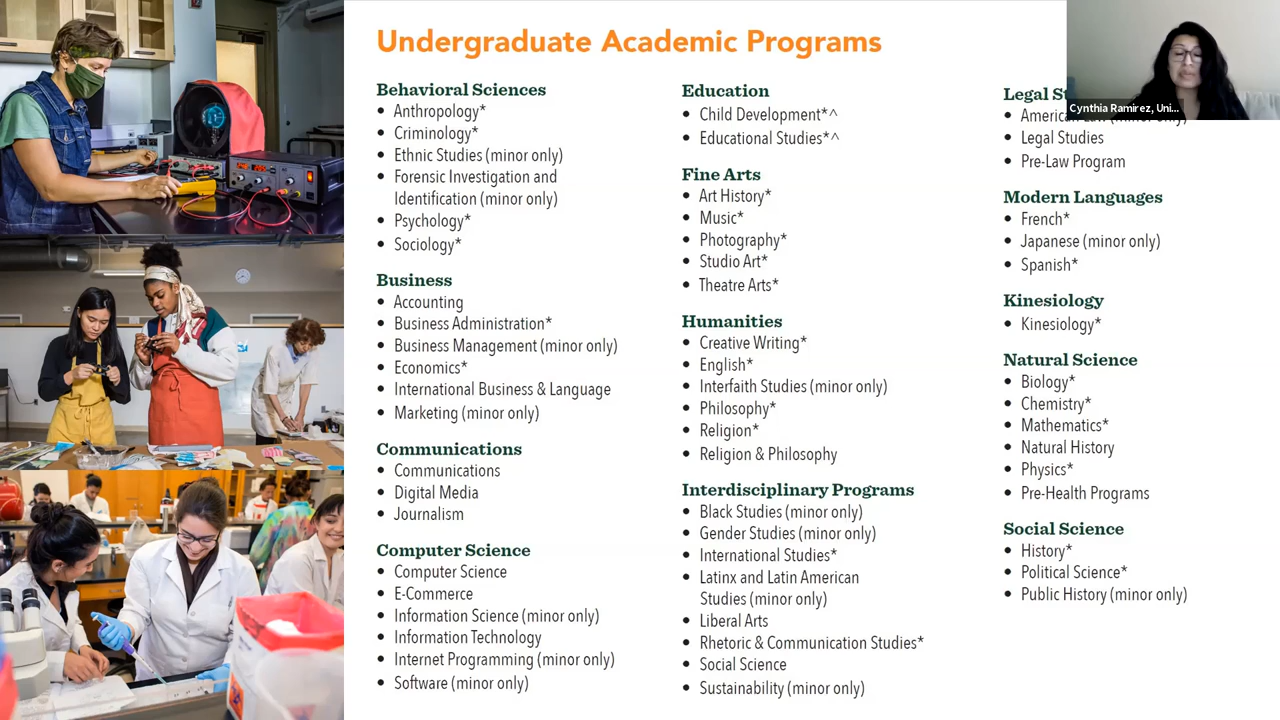 Undergraduate Academic Programs
Behavioral Sciences
• Anthropology*
• Criminology*
• Ethnic Studies (minor only)
• Forensic Investigation and
Identification (minor only)
• Psychology*
• Sociology*
Business
• Accounting
• Business Administration*
• Business Management (minor only)
• Economics*
• International Business & Language
• Marketing (minor only)
Communications
• Communications
• Digital Media
• Journalism
Computer Science
• Computer Science
• E-Commerce
• Information Science (minor only)
• Information Technology
• Internet Programming (minor only)
• Software (minor only)
Education
• Child Development*^
• Educational Studies*^
Fine Arts
• Art History*
• Music*
• Photography*
• Studio Art*
• Theatre Arts*
Humanities
• Creative Writing*
• English*
• Interfaith Studies (minor only)
• Philosophy*
• Religion*
• Religion & Philosophy
Interdisciplinary Programs
• Black Studies (minor only)
• Gender Studies (minor only)
• International Studies*
• Latinx and Latin American
Studies (minor only)
• Liberal Arts
• Rhetoric & Communication Studies*
• Social Science
• Sustainability (minor only)
Cynthia Ramirez, Uni...
Legal
• Legal Studies
• Pre-Law Program
Modern Languages
• French*
• Japanese (minor only)
• Spanish*
Kinesiology
• Kinesiology*
Natural Science
• Biology*
• Chemistry*
• Mathematics*
• Natural History
• Physics*
• Pre-Health Programs
Social Science
• History*
• Political Science*
• Public History (minor only)